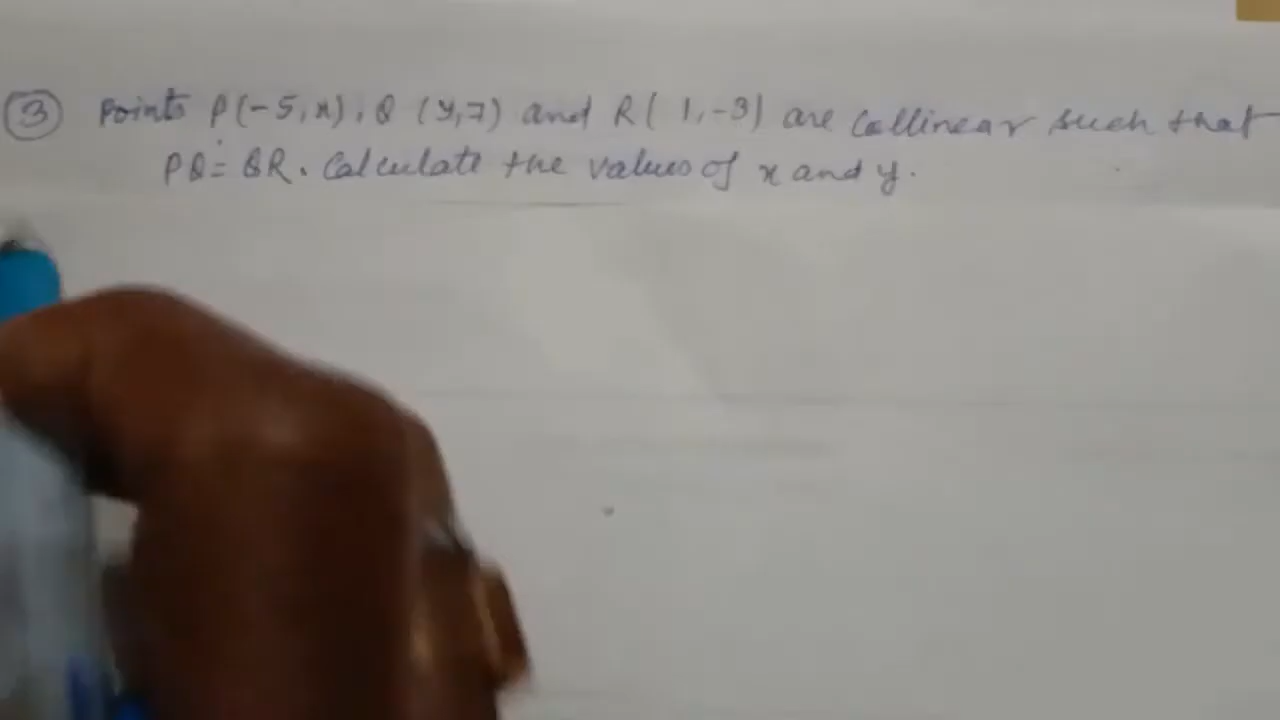 ③ Points P(-5,x), Q (y,7) and R( 1,-3) are collinear such that
PQ = QR. Calculate the values of x and y.